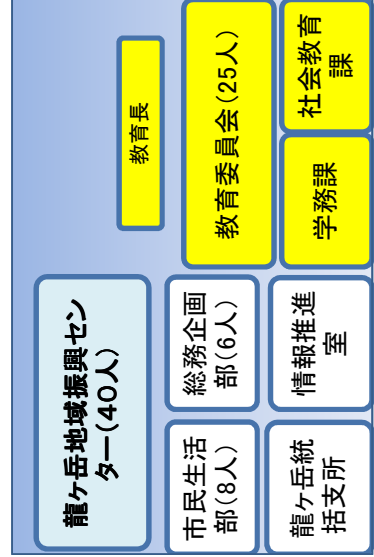 龍ヶ岳地域振興セン
ター(40人)
教育長
市民生活
部(8人)
総務企画
部(6人)
教育委員会(25人)
龍ヶ岳統
括支所
情報推進
室
学務課
社会教育
課